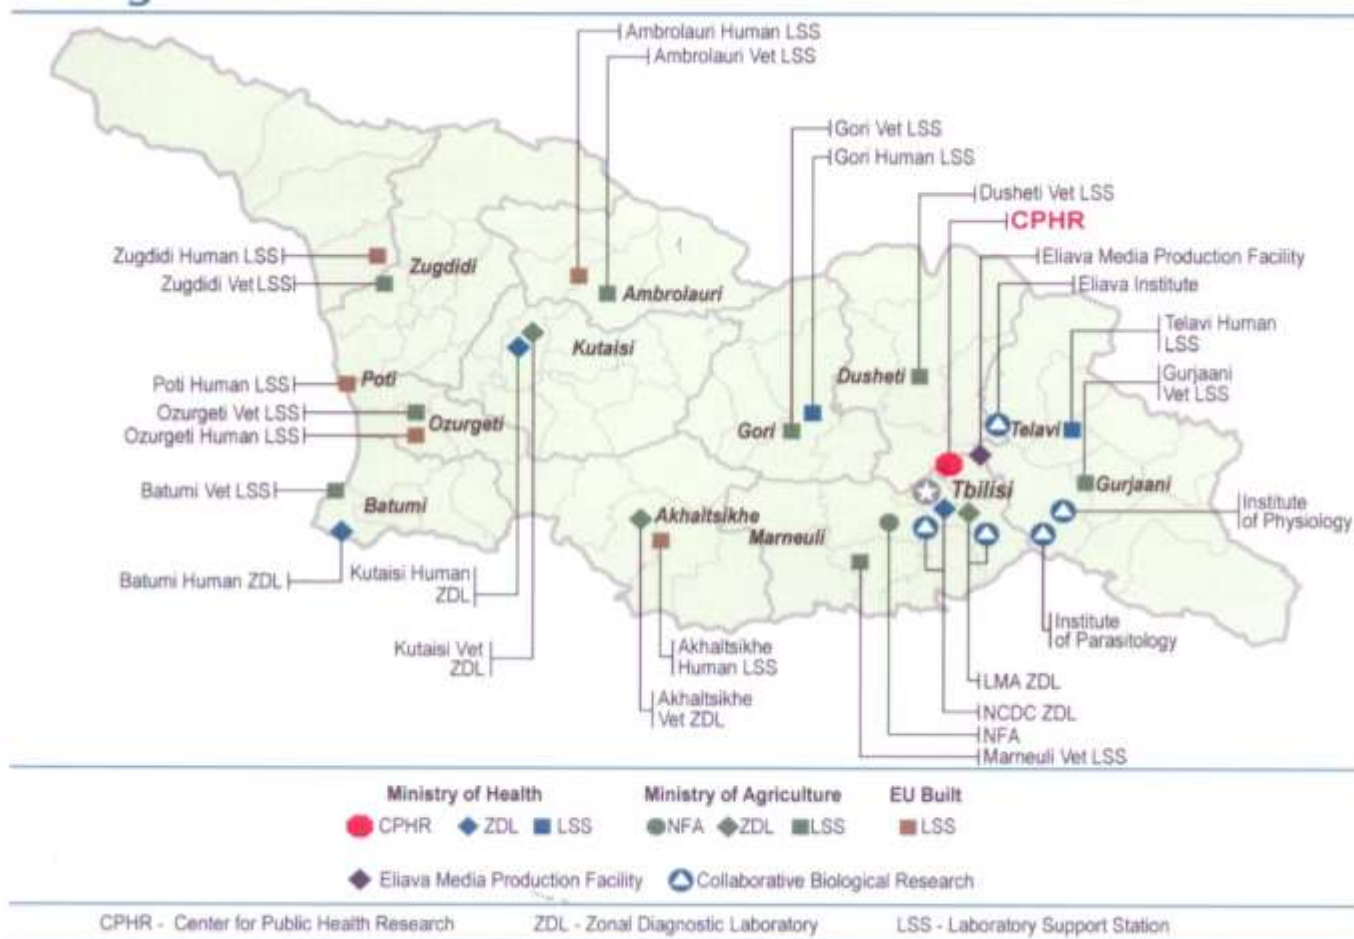 Ambrolauri Human LSS
Ambrolauri Vet LSS
Gori Vet LSS
Gori Human LSS
Dusheti Vet LSS
CPHR
Eliava Media Production Facility
Eliava Institute
Telavi Human
LSS
Gurjaani
Vet LSS
Zugdidi Human LSS
Zugdidi Vet LSS
Zugdidi
Ambrolauri
Kutaisi
Poti Human LSS
Poti
Dusheti
Ozurgeti Vet LSS
Ozurgeti Human LSS
Ozurgeti
Gori
Telavi
Batumi Vet LSS
Batumi
Akhaltsikhe
Marneuli
Tbilisi
Gurjaani
Institute
of Physiology
Batumi Human ZDL
Kutaisi Human
ZDL
Kutaisi Vet
ZDL
Akhaltsikhe
Human LSS
Akhaltsikhe
Vet ZDL
Institute
of Parasitology
LMA ZDL
NCDC ZDL
NFA
Marneuli Vet LSS
Ministry of Health Ministry of Agriculture EU Built
CPHR ZDL LSS NFA ZDL LSS LSS
Eliava Media Production Facility Collaborative Biological Research
CPHR - Center for Public Health Research ZDL - Zonal Diagnostic Laboratory LSS - Laboratory Support Station